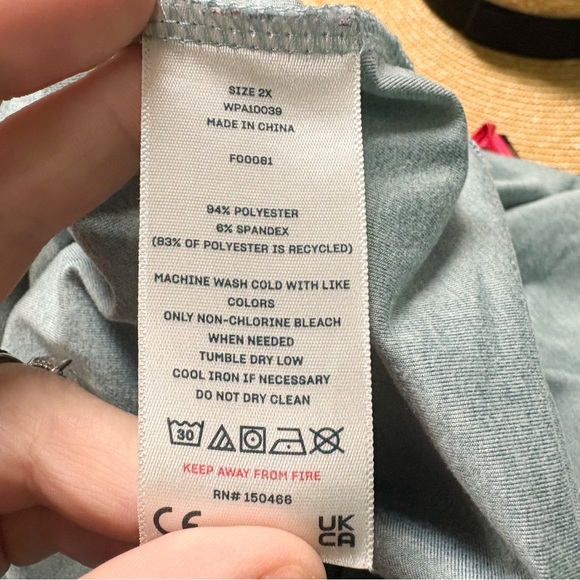 SIZE 2X
WPA10039
MADE IN CHINA
F00081
94% POLYESTER
6% SPANDEX
(83% OF POLYESTER IS RECYCLED)
MACHINE WASH COLD WITH LIKE
COLORS
ONLY NON-CHLORINE BLEACH
WHEN NEEDED
TUMBLE DRY LOW
COOL IRON IF NECESSARY
DO NOT DRY CLEAN
30
KEEP AWAY FROM FIRE
RN# 150466
CE UK
CA